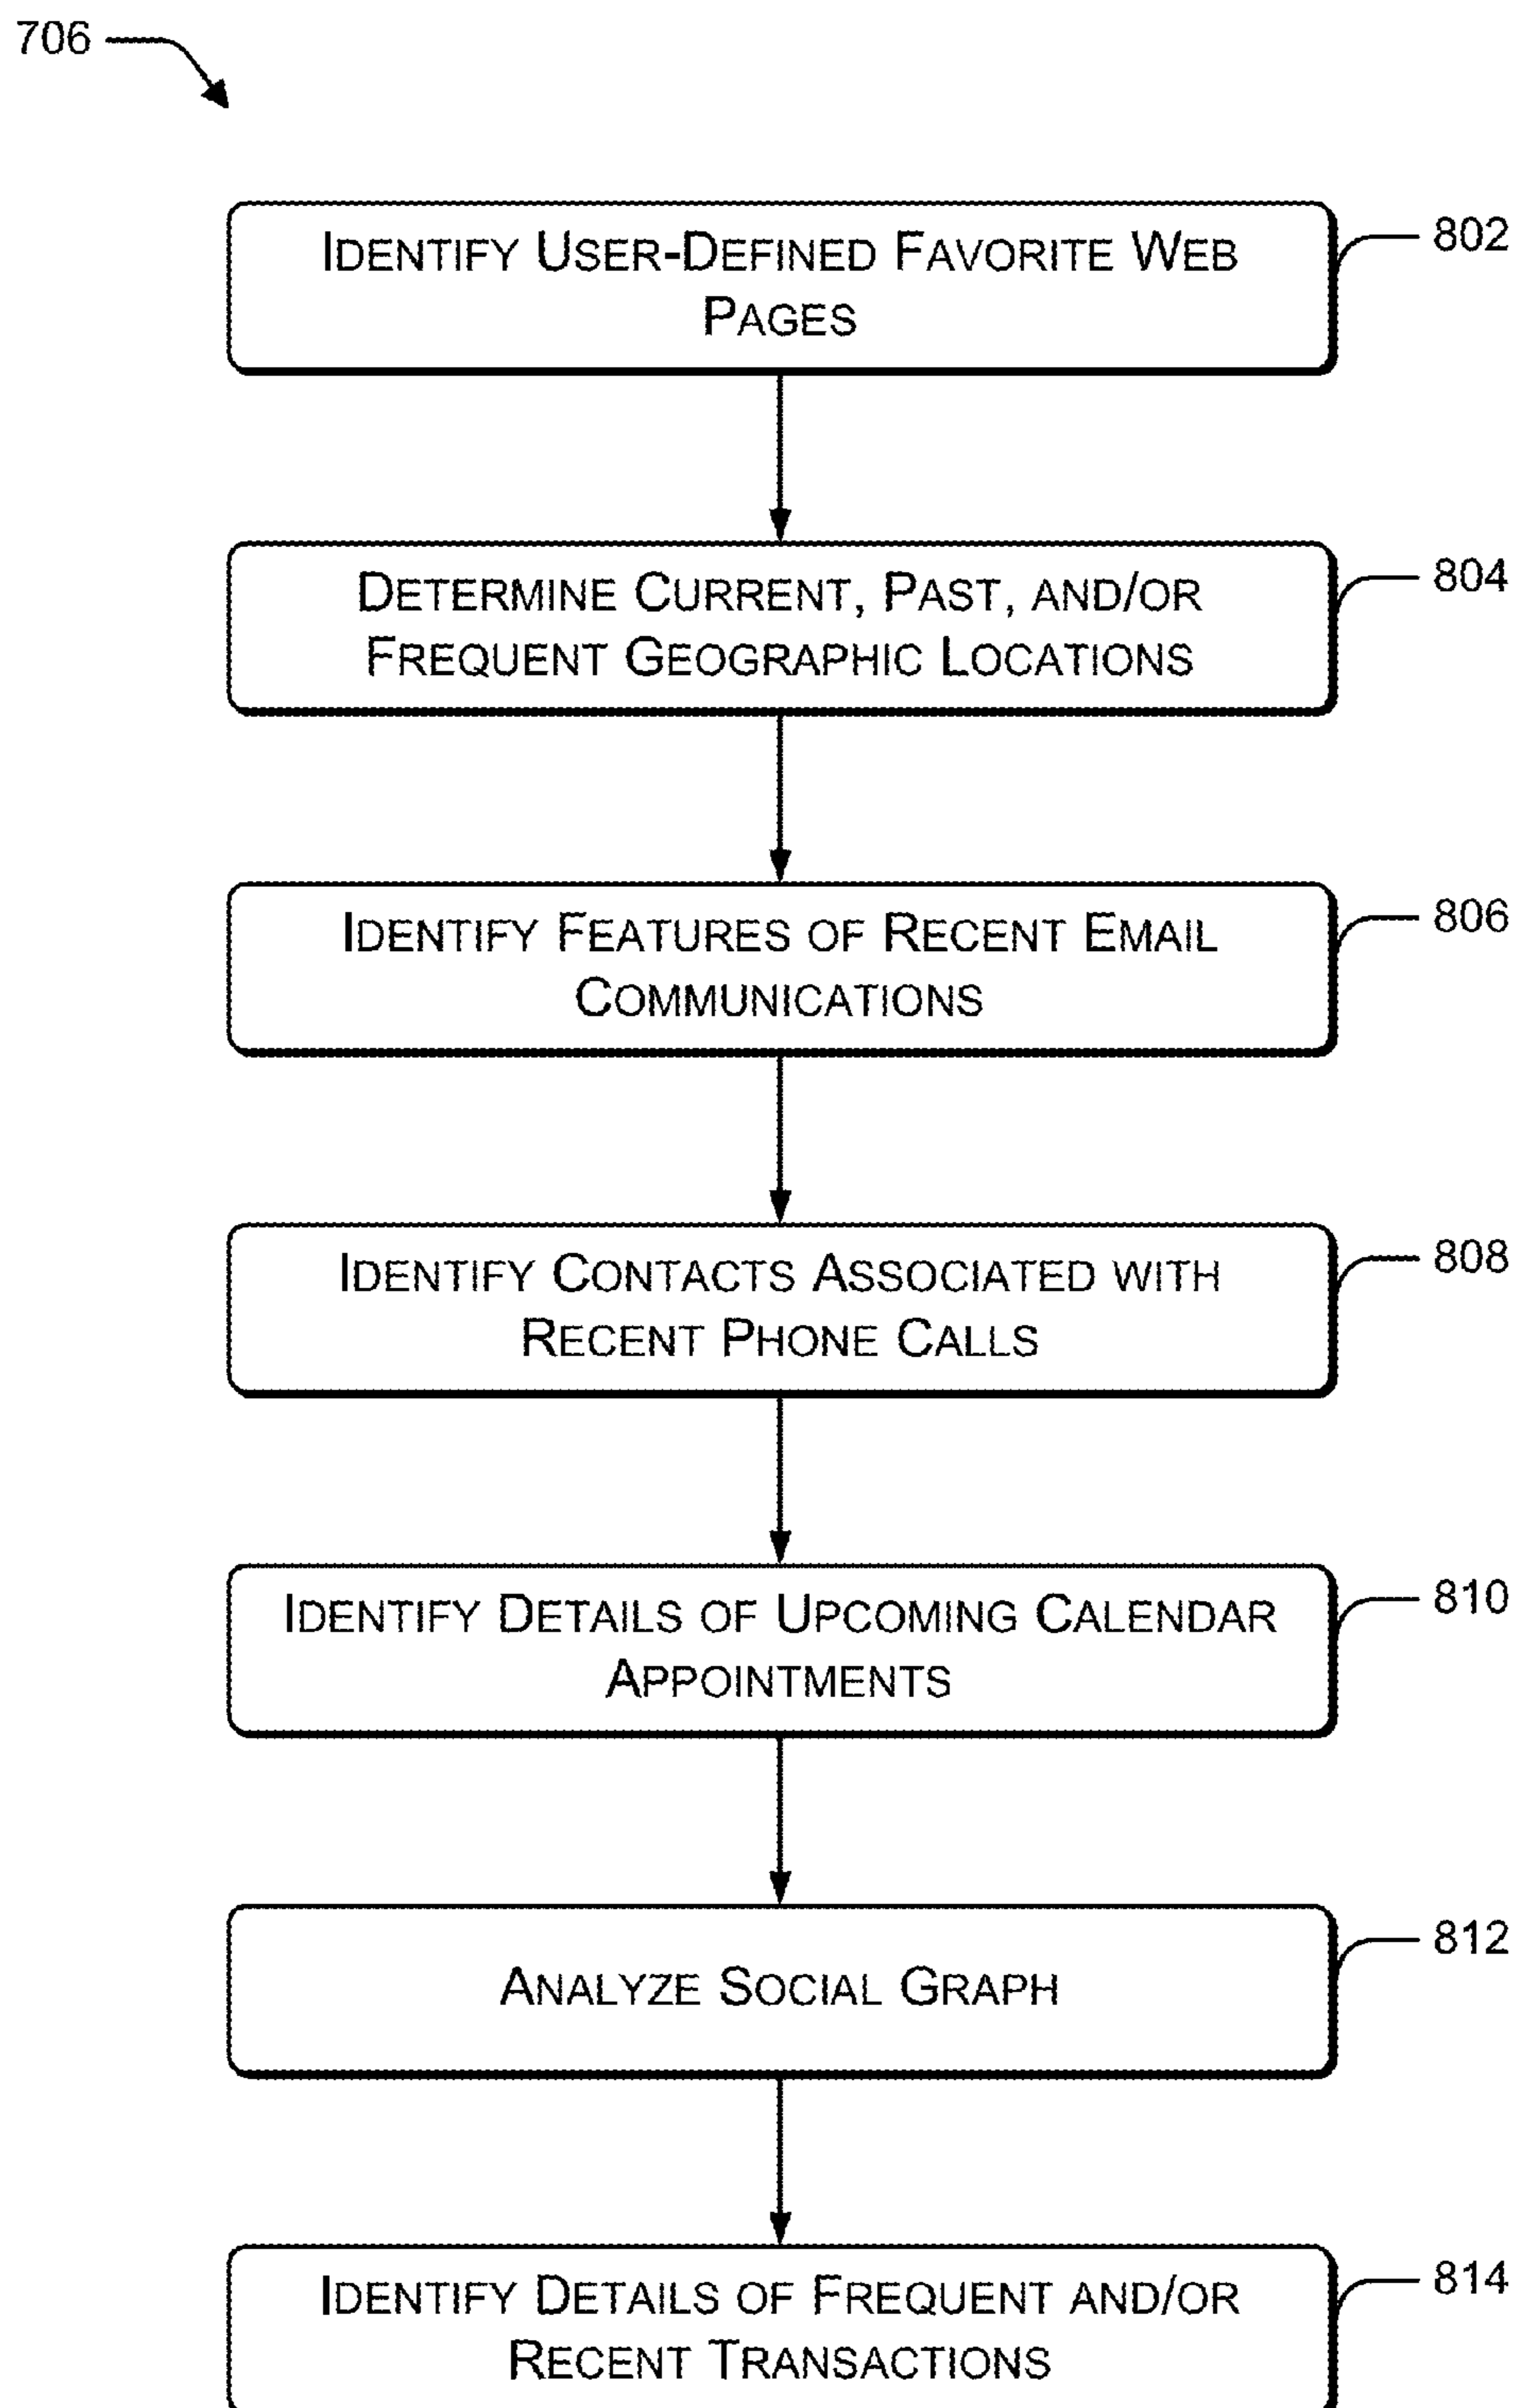 706
IDENTIFY USER-DEFINED FAVORITE WEB
PAGES
802
DETERMINE CURRENT, PAST, AND/OR
FREQUENT GEOGRAPHIC LOCATIONS
804
IDENTIFY FEATURES OF RECENT EMAIL
COMMUNICATIONS
806
IDENTIFY CONTACTS ASSOCIATED WITH
RECENT PHONE CALLS
808
IDENTIFY DETAILS OF UPCOMING CALENDAR
APPOINTMENTS
810
ANALYZE SOCIAL GRAPH
812
IDENTIFY DETAILS OF FREQUENT AND/OR
RECENT TRANSACTIONS
814